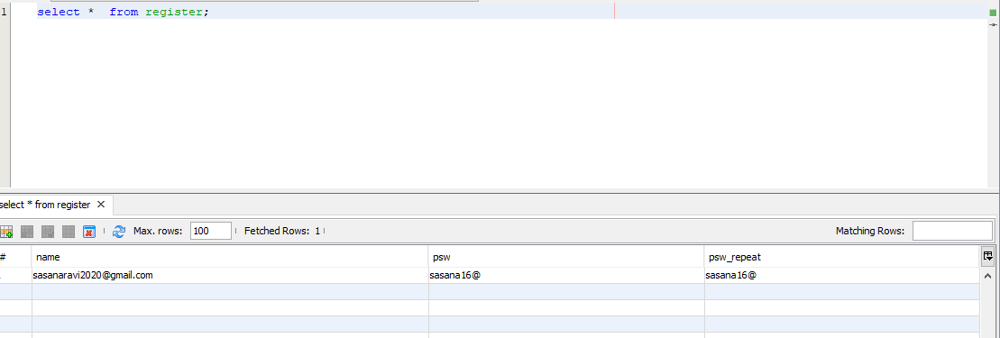 1 select * from register;
select * from register
Max. rows: 100 Fetched Rows: 1 Matching Rows:
# name psw psw_repeat
sasanaravi2020@gmail.com sasana16@ sasana16@